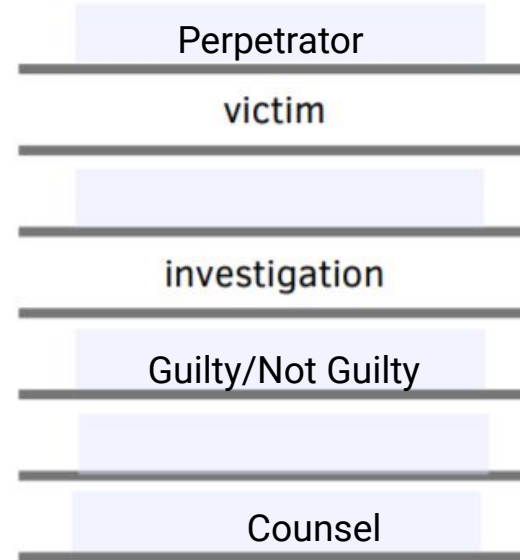 Perpetrator
victim
investigation
Guilty/Not Guilty
Counsel